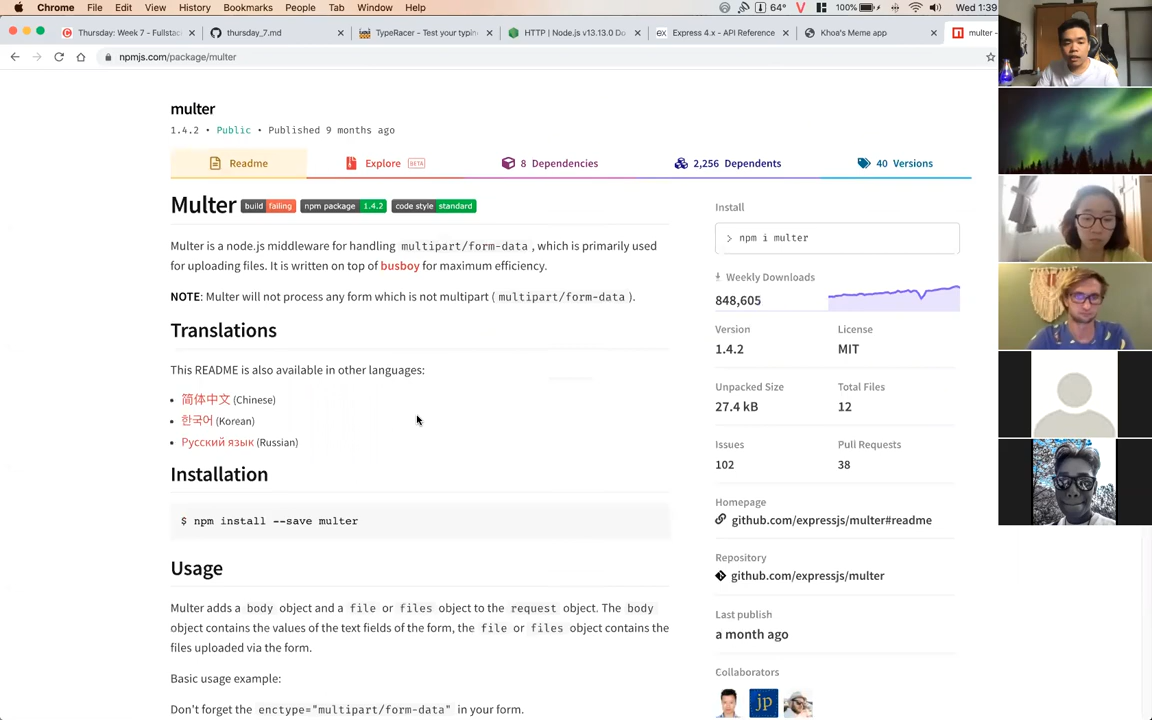 Chrome File Edit View History Bookmarks People Tab Window Help 64° 100% Wed 1:39
Thursday: Week 7 - Fullstac thursday_7.md TypeRacer - Test your typin HTTP | Node.js v13.13.0 Do Express 4.x - API Reference Khoa's Meme app multer -
npmjs.com/package/multer
multer
1.4.2 • Public • Published 9 months ago
Readme Explore BETA 8 Dependencies 2,256 Dependents 40 Versions
Multer build failing npm package 1.4.2 code style standard
Multer is a node.js middleware for handling multipart/form-data , which is primarily used
for uploading files. It is written on top of busboy for maximum efficiency.
NOTE: Multer will not process any form which is not multipart ( multipart/form-data ).
Translations
This README is also available in other languages:
• 简体中文 (Chinese)
• 한국어 (Korean)
• Русский язык (Russian)
Installation
$ npm install --save multer
Usage
Multer adds a body object and a file or files object to the request object. The body
object contains the values of the text fields of the form, the file or files object contains the
files uploaded via the form.
Basic usage example:
Don't forget the enctype="multipart/form-data" in your form.
Install
> npm i multer
Weekly Downloads
848,605
Version License
1.4.2 MIT
Unpacked Size Total Files
27.4 kB 12
Issues Pull Requests
102 38
Homepage
github.com/expressjs/multer#readme
Repository
github.com/expressjs/multer
Last publish
a month ago
Collaborators
jp